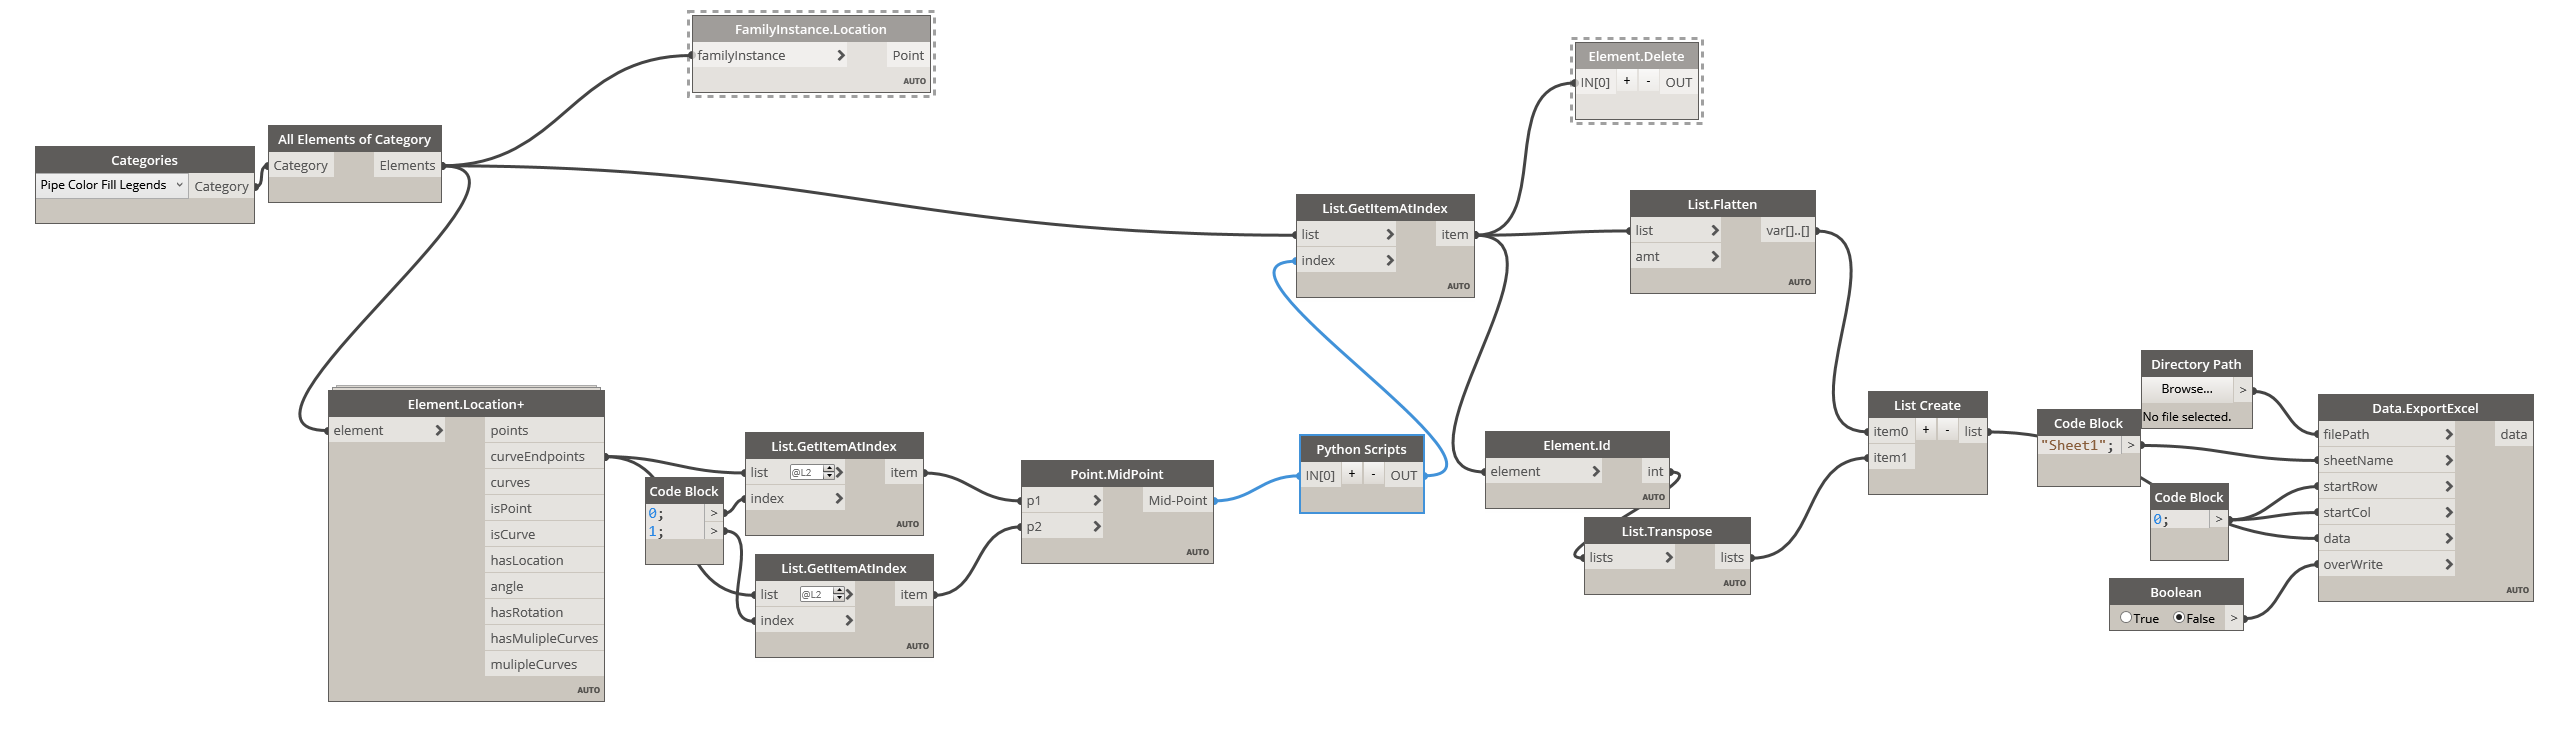 FamilyInstance.Location
familyInstance > Point
AUTO
Element.Delete
IN[0] + - OUT
Categories
Pipe Color Fill Legends Category
All Elements of Category
Category Elements
List.GetItemAtIndex
list > item
index >
AUTO
List.Flatten
list > var[]..[]
amt >
AUTO
Element.Location+
element > points
curveEndpoints
curves
isPoint
isCurve
hasLocation
angle
hasRotation
hasMulipleCurves
mulipleCurves
AUTO
Code Block
0; >
1; >
List.GetItemAtIndex
list @L2 > item
index >
AUTO
List.GetItemAtIndex
list @L2 > item
index >
AUTO
Point.MidPoint
p1 > Mid-Point
p2 >
AUTO
Python Scripts
IN[0] + - OUT
Element.Id
element > int
AUTO
List.Transpose
lists > lists
AUTO
List Create
item0 + - list
item1
Code Block
"Sheet1"; >
Directory Path
Browse... >
No file selected.
Code Block
0; >
Boolean
True False >
Data.ExportExcel
filePath > data
sheetName >
startRow >
startCol >
data >
overWrite >
AUTO